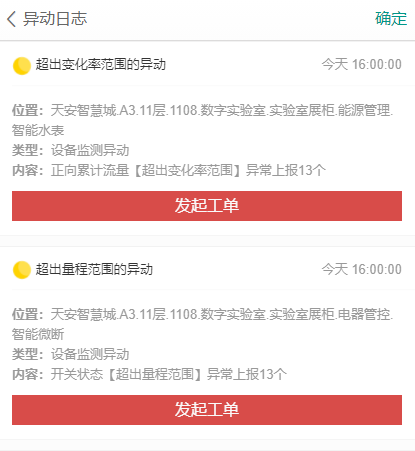 异动日志 确定
超出变化率范围的异动 今天 16:00:00
位置：天安智慧城.A3.11层.1108.数字实验室.实验室展柜.能源管理.
智能水表
类型：设备监测异动
内容：正向累计流量【超出变化率范围】异常上报13个
发起工单
超出量程范围的异动 今天 16:00:00
位置：天安智慧城.A3.11层.1108.数字实验室.实验室展柜.电器管控.
智能微断
类型：设备监测异动
内容：开关状态【超出量程范围】异常上报13个
发起工单